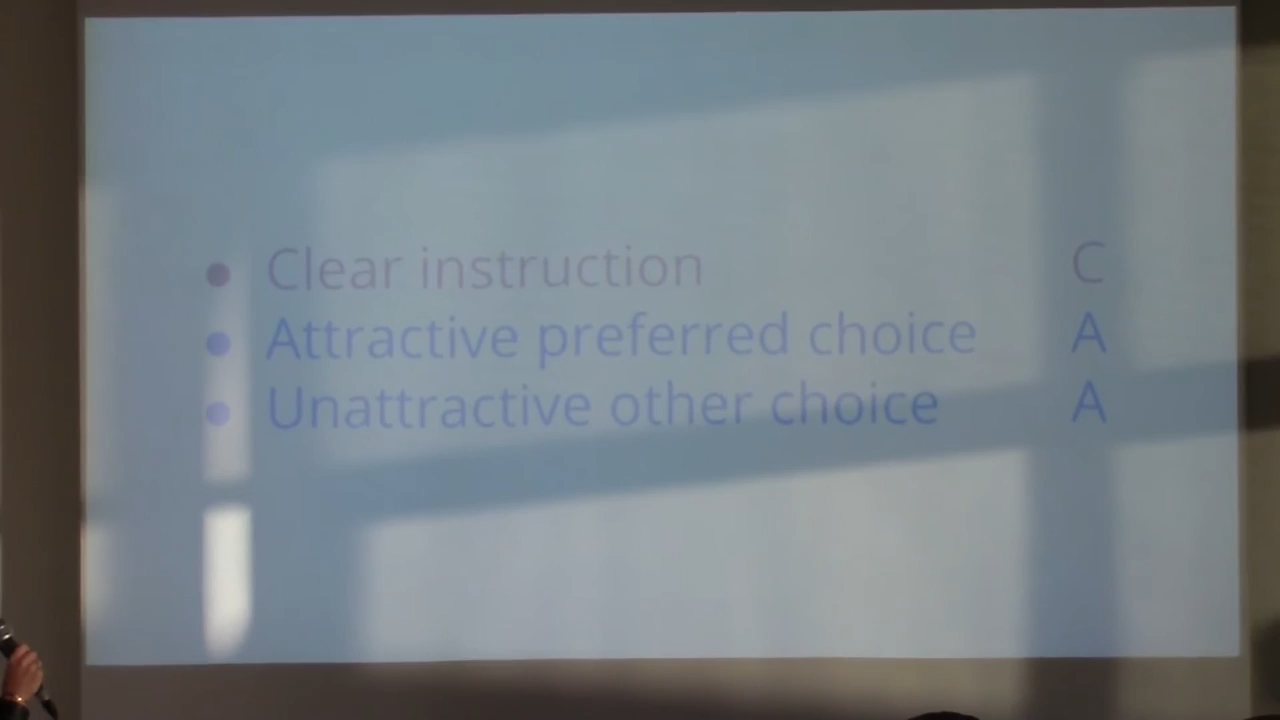 • Clear instruction C
• Attractive preferred choice A
• Unattractive other choice A